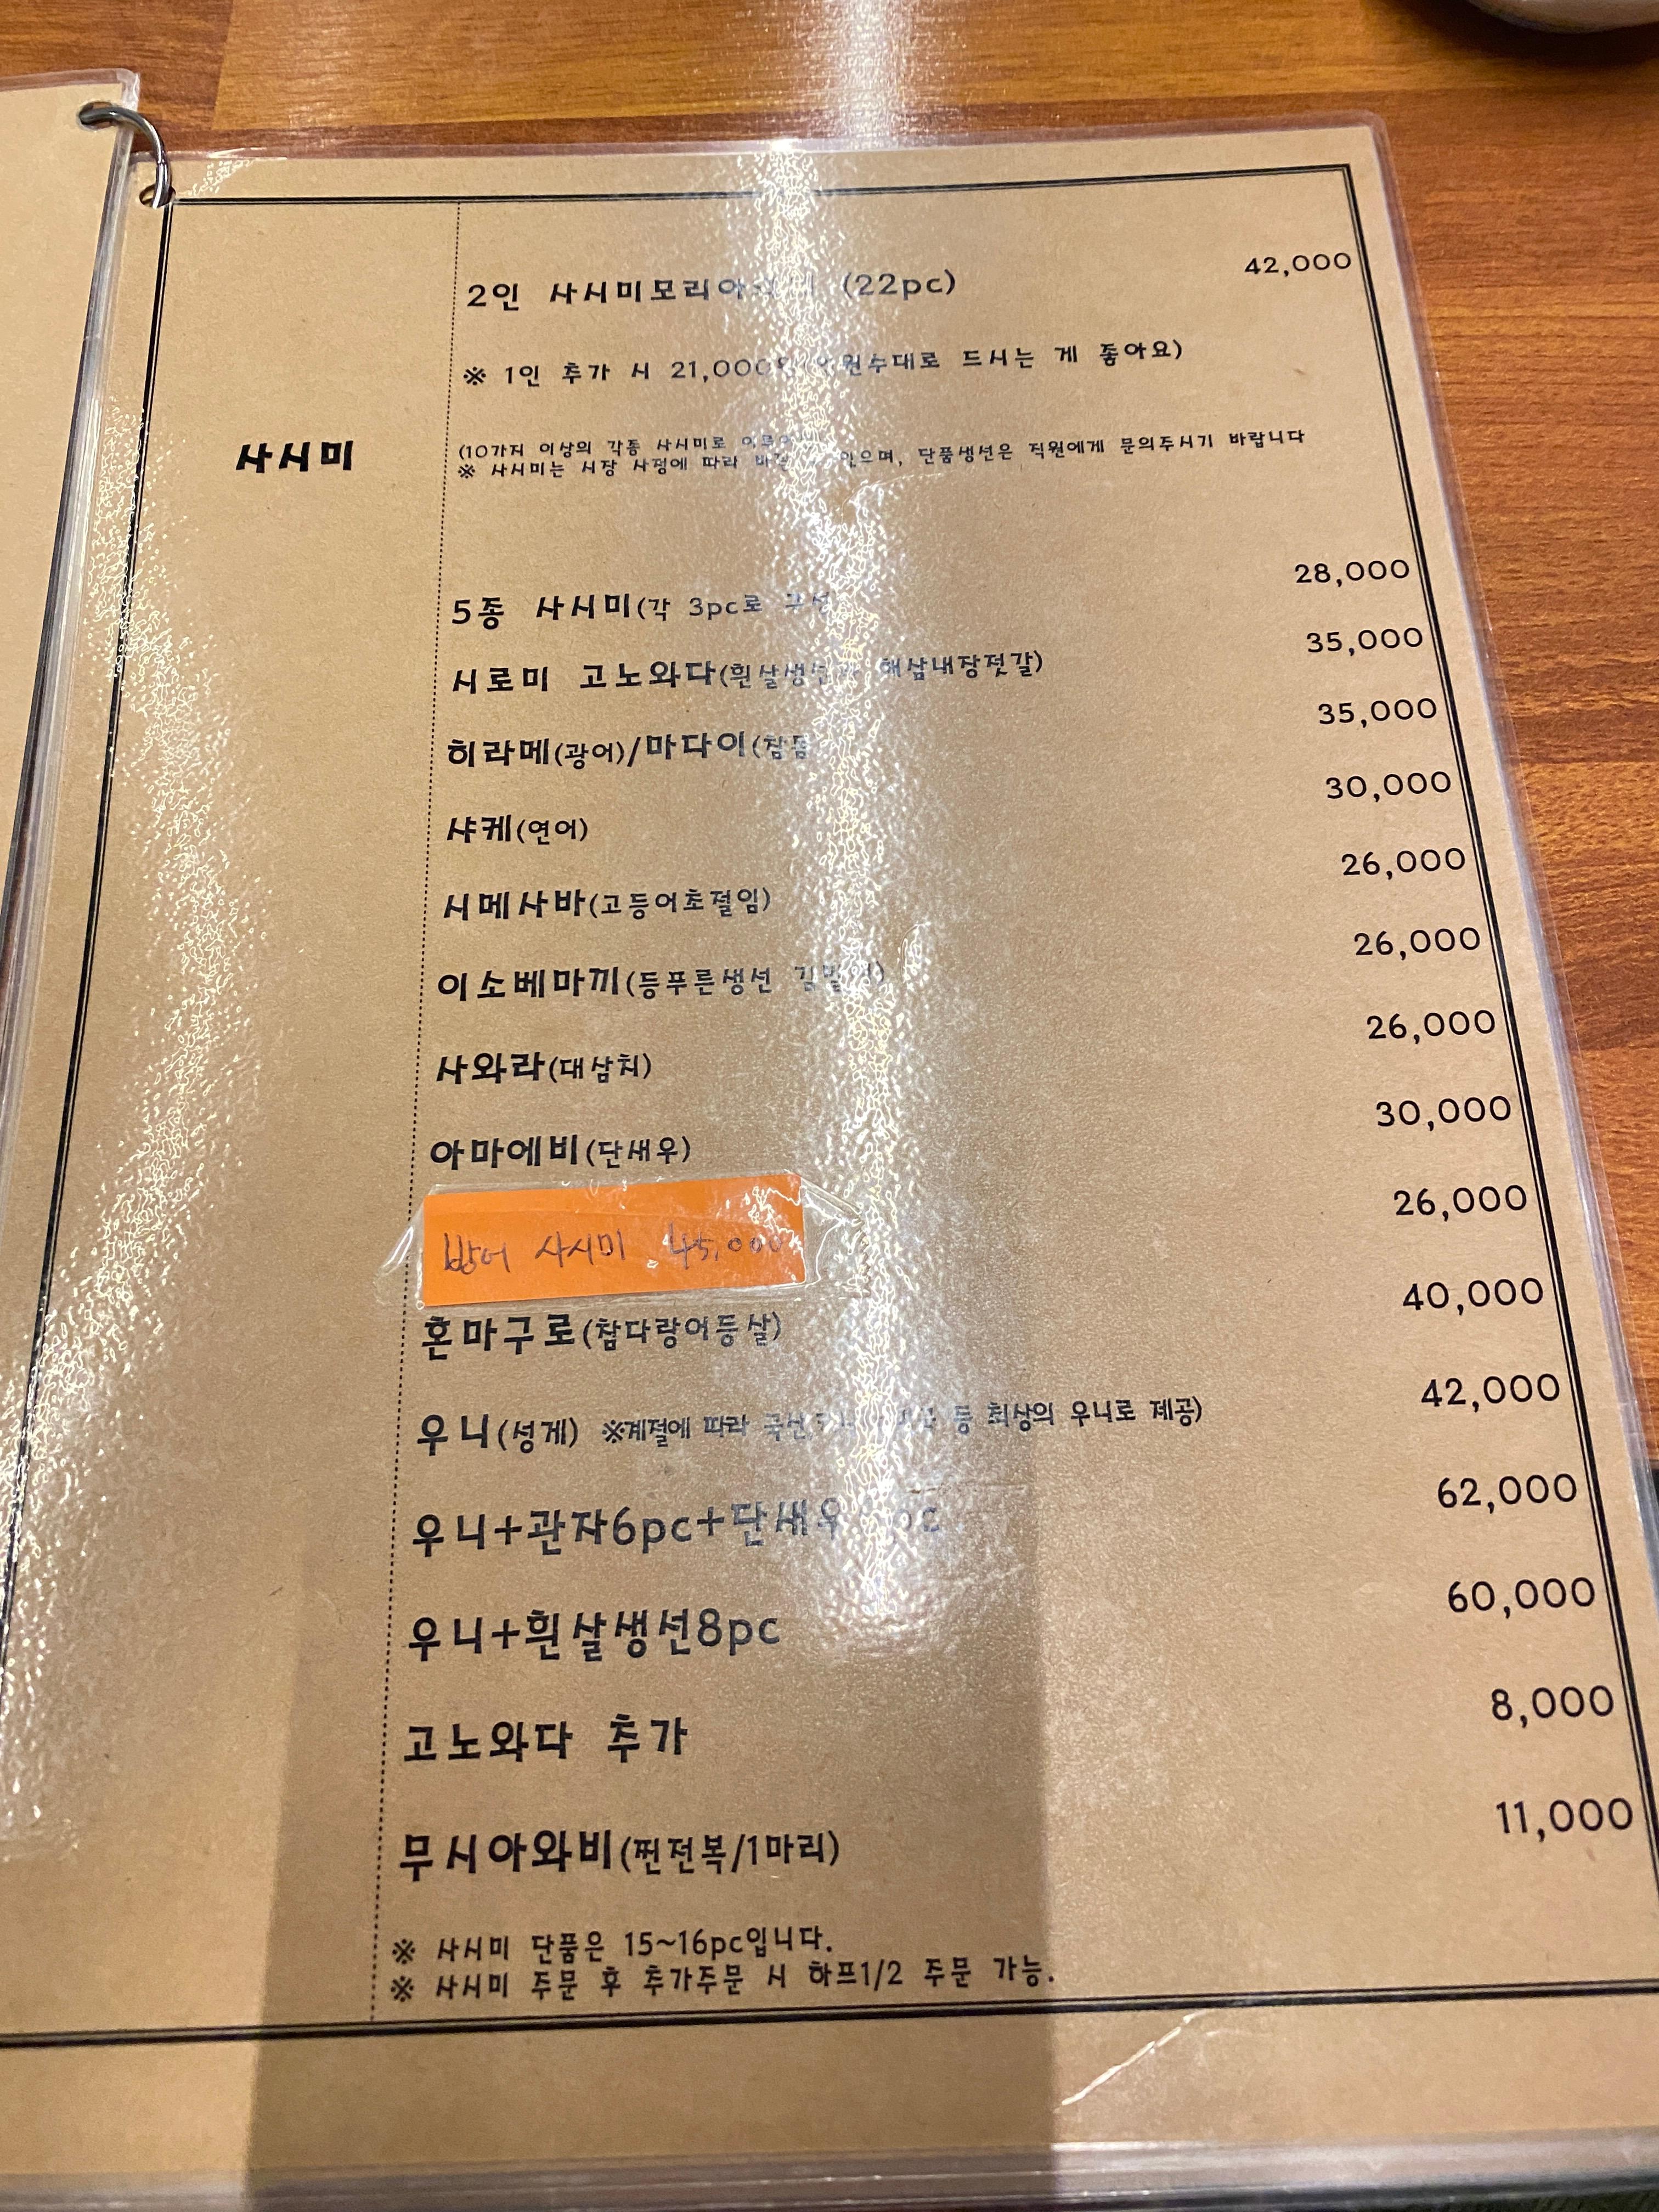 사시미
2인 사시미모리아 (22pc) 42,000
※ 1인 추가 시 21,000 드시는 게 좋아요)
(10가지 이상의 각종 사시미로
※ 사시미는 시장 사정에 따라 있으며, 단품생선은 직원에게 문의주시기 바랍니다
5종 사시미(각 3pc로 28,000
시로미 고노와다( 해삼내장젓갈) 35,000
히라메(광어)/마다이( 35,000
샤케(연어) 30,000
시메사바(고등어초절임) 26,000
이소베마끼(등푸른생선 26,000
사와라(대삼치) 26,000
아마에비(단새우) 30,000
방어 사시미 45,000 26,000
혼마구로(참다랑어등살) 40,000
우니(성게) ※계절에 따라 등 최상의 우니로 제공) 42,000
우니+관자6pc+단새우 62,000
우니+흰살생선8pc 60,000
고노와다 추가 8,000
무시아와비(찐전복/1마리) 11,000
※ 사시미 단품은 15~16pc입니다.
※ 사시미 주문 후 추가주문 시 하프1/2 주문 가능.